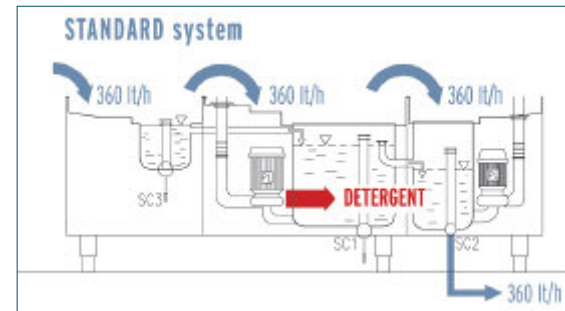 STANDARD system
360 lt/h
360 lt/h
360 lt/h
DETERGENT
SC3
SC1
SC2
360 lt/h